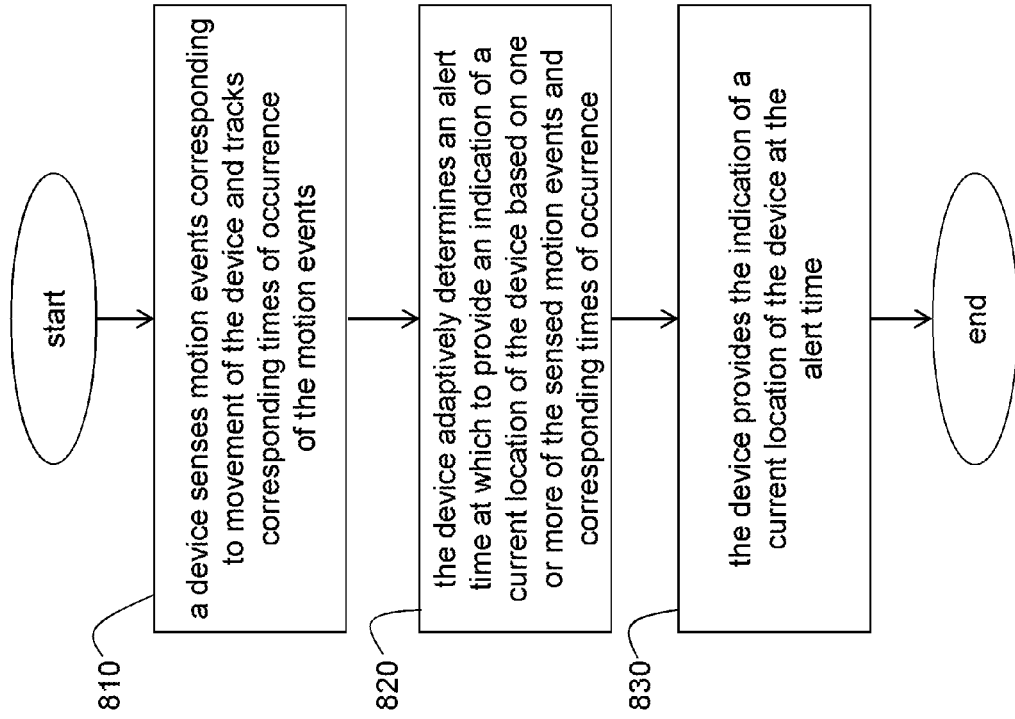 start
810
a device senses motion events corresponding
to movement of the device and tracks
corresponding times of occurrence
of the motion events
820
the device adaptively determines an alert
time at which to provide an indication of a
current location of the device based on one
or more of the sensed motion events and
corresponding times of occurrence
830
the device provides the indication of a
current location of the device at the
alert time
end